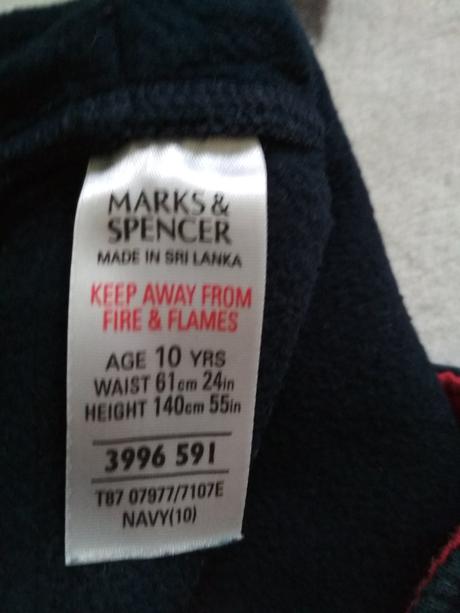 MARKS &
SPENCER
MADE IN SRI LANKA
KEEP AWAY FROM
FIRE & FLAMES
AGE 10 YRS
WAIST 61cm 24in
HEIGHT 140cm 55in
3996 591
T87 07977/7107E
NAVY(10)